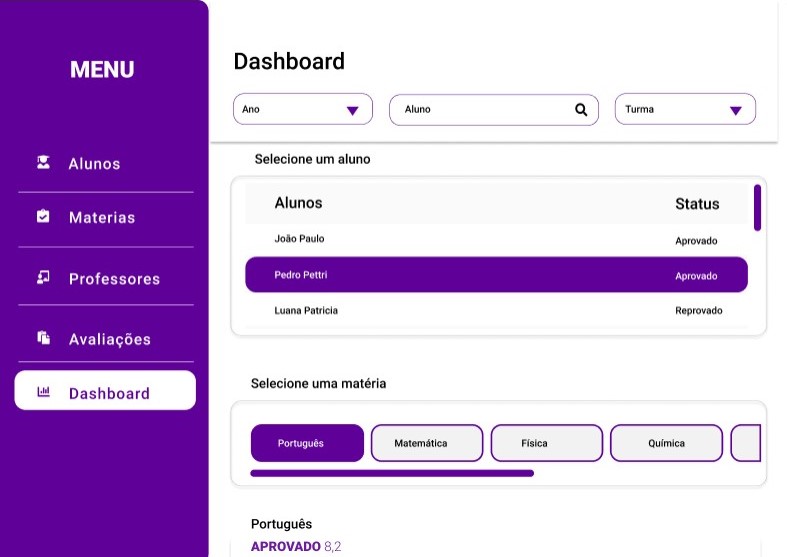 MENU
Alunos
Materias
Professores
Avaliações
Dashboard
Dashboard
Ano
Aluno
Turma
Selecione um aluno
Alunos Status
João Paulo Aprovado
Pedro Pettri Aprovado
Luana Patricia Reprovado
Selecione uma matéria
Português Matemática Física Química
Português
APROVADO 8,2